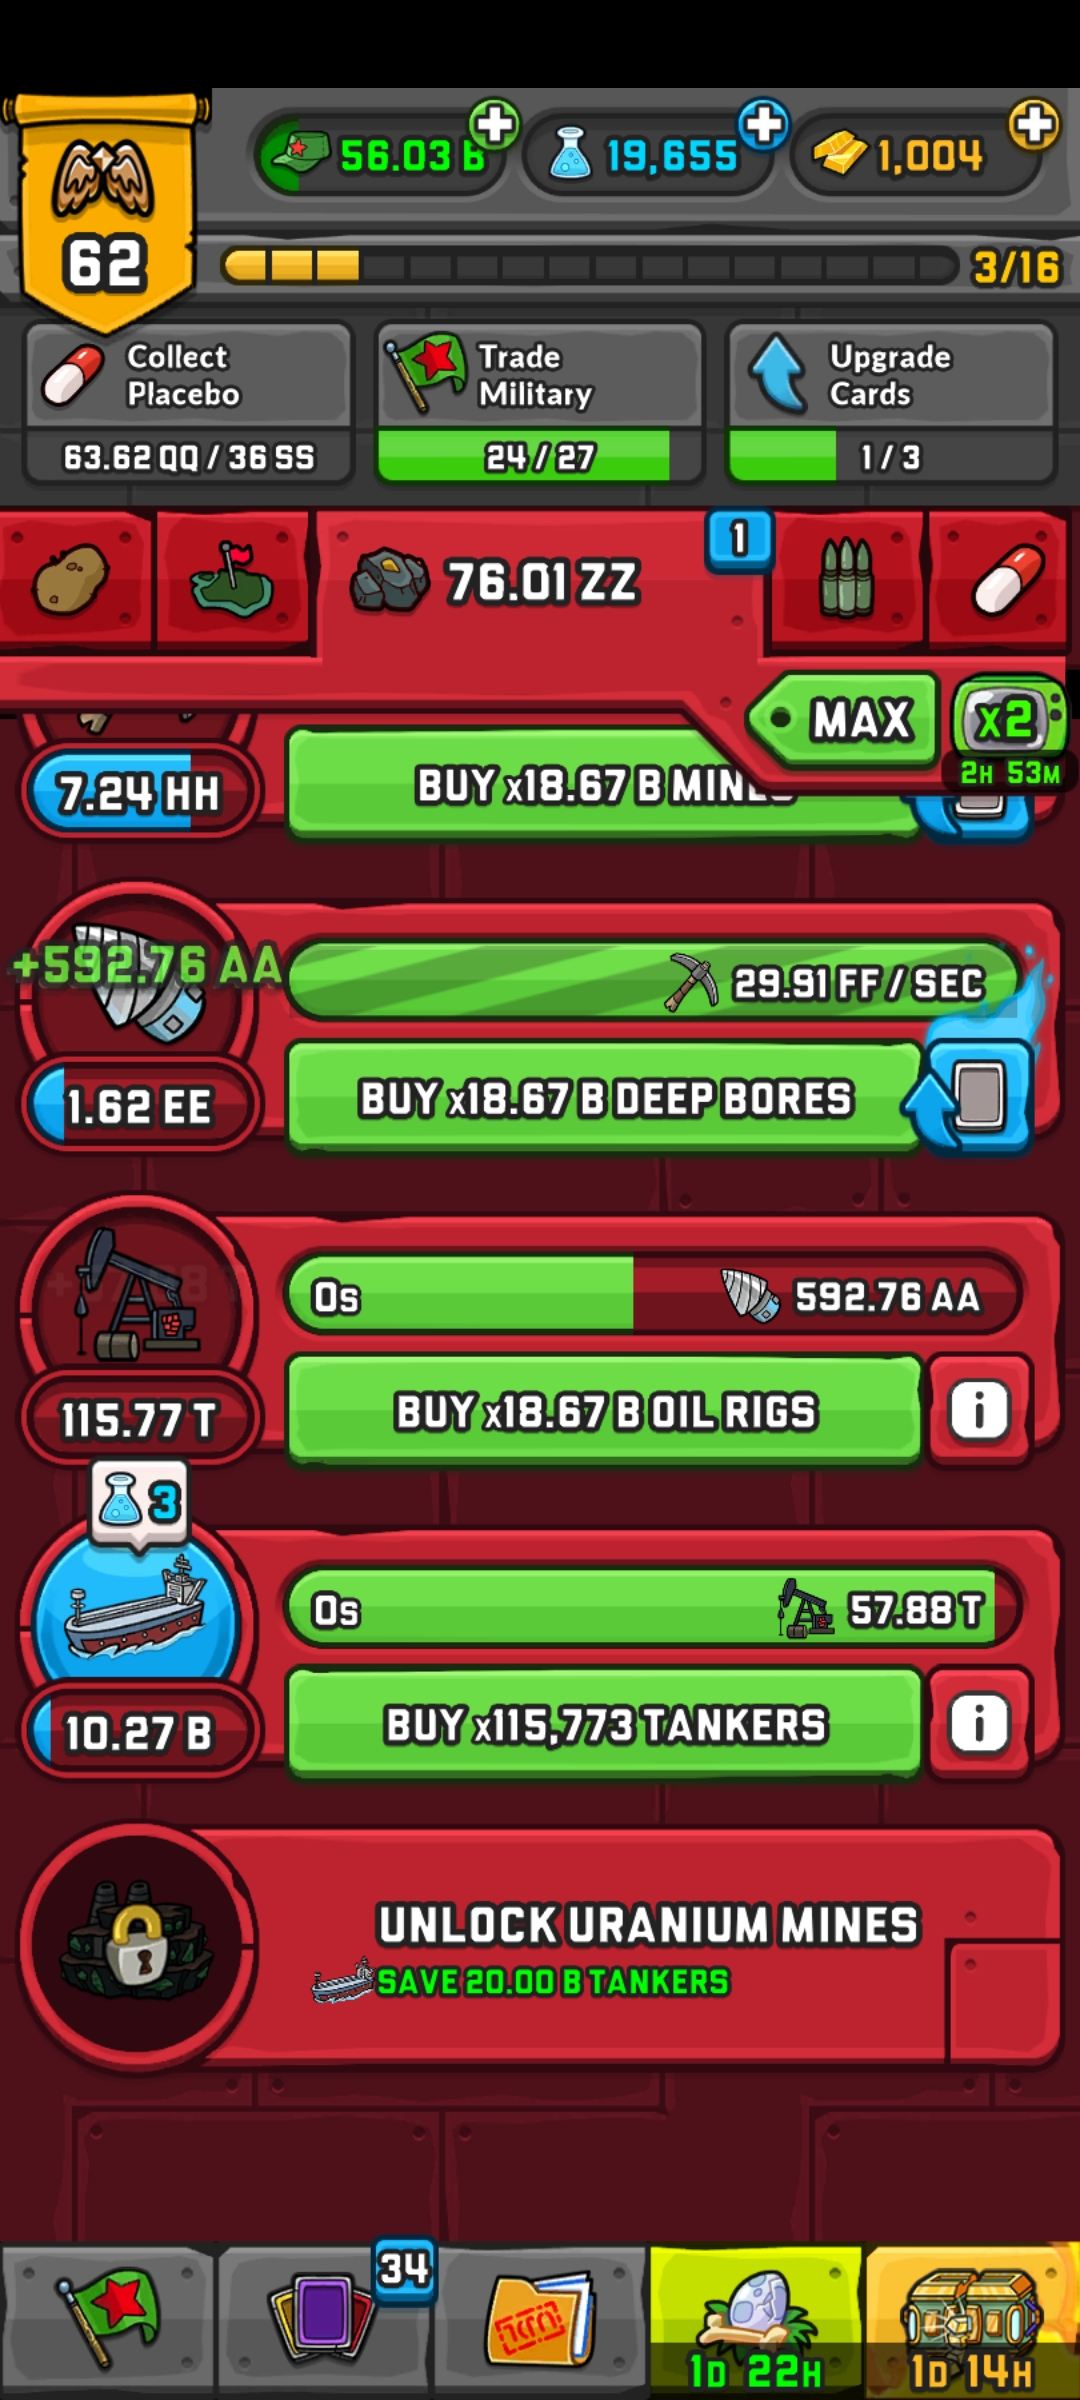 56.03 B
19,655
1,004
62
3/16
Collect
Placebo
63.62 QQ / 36 SS
Trade
Military
24 / 27
Upgrade
Cards
1 / 3
76.01 ZZ
1
MAX
x2
2H 53M
7.24 HH
BUY x18.67 B
+592.76 AA
29.91 FF / SEC
1.62 EE
BUY x18.67 B DEEP BORES
0s
592.76 AA
115.77 T
BUY x18.67 B OIL RIGS
3
0s
57.88 T
10.27 B
BUY x115,773 TANKERS
UNLOCK URANIUM MINES
SAVE 20.00 B TANKERS
34
1D 22H
1D 14H